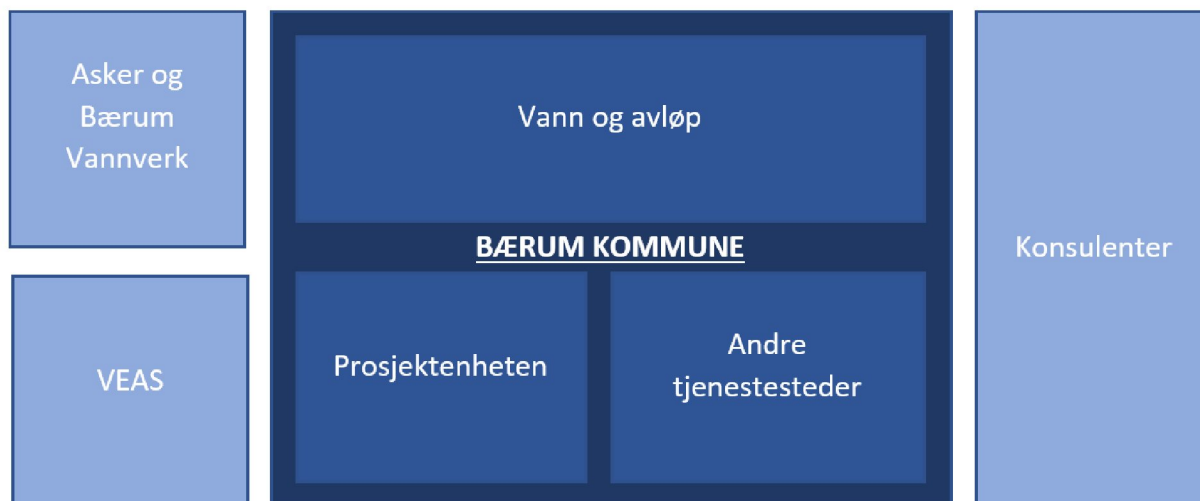 Asker og
Bærum
Vannverk
VEAS
Vann og avløp
BÆRUM KOMMUNE
Prosjektenheten
Andre
tjenestesteder
Konsulenter